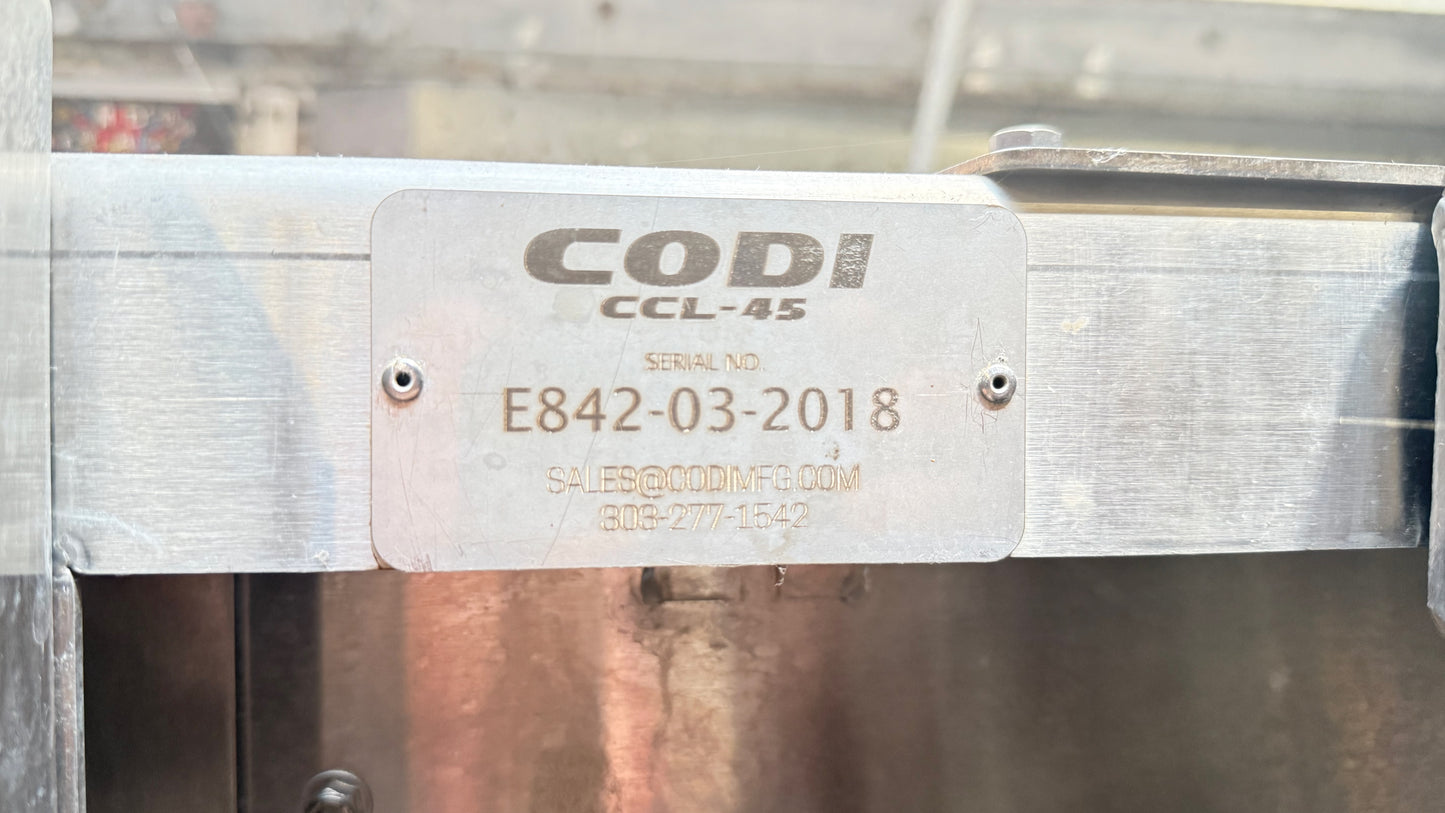 CODI
CCL-45
SERIAL NO.
E842-03-2018
SALES@CODIMFG.COM
303-277-1542